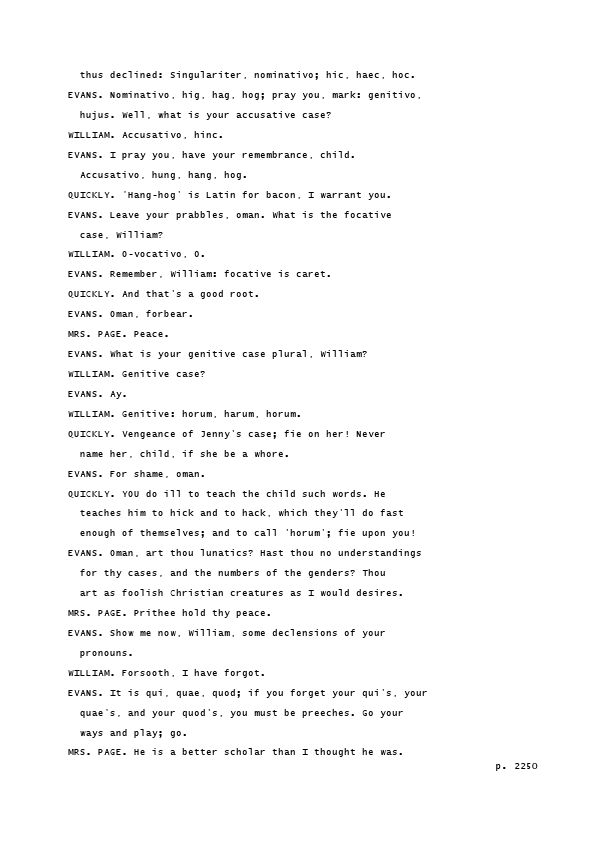 thus declined: Singulariter, nominativo; hic, haec, hoc.
EVANS. Nominativo, hig, hag, hog; pray you, mark: genitivo,
hujus. Well, what is your accusative case?
WILLIAM. Accusativo, hinc.
EVANS. I pray you, have your remembrance, child.
Accusativo, hung, hang, hog.
QUICKLY. 'Hang-hog' is Latin for bacon, I warrant you.
EVANS. Leave your prabbles, oman. What is the focative
case, William?
WILLIAM. O-vocativo, O.
EVANS. Remember, William: focative is caret.
QUICKLY. And that's a good root.
EVANS. Oman, forbear.
MRS. PAGE. Peace.
EVANS. What is your genitive case plural, William?
WILLIAM. Genitive case?
EVANS. Ay.
WILLIAM. Genitive: horum, harum, horum.
QUICKLY. Vengeance of Jenny's case; fie on her! Never
name her, child, if she be a whore.
EVANS. For shame, oman.
QUICKLY. YOU do ill to teach the child such words. He
teaches him to hick and to hack, which they'll do fast
enough of themselves; and to call 'horum'; fie upon you!
EVANS. Oman, art thou lunatics? Hast thou no understandings
for thy cases, and the numbers of the genders? Thou
art as foolish Christian creatures as I would desires.
MRS. PAGE. Prithee hold thy peace.
EVANS. Show me now, William, some declensions of your
pronouns.
WILLIAM. Forsooth, I have forgot.
EVANS. It is qui, quae, quod; if you forget your qui's, your
quae's, and your quod's, you must be preeches. Go your
ways and play; go.
MRS. PAGE. He is a better scholar than I thought he was.
p. 2250